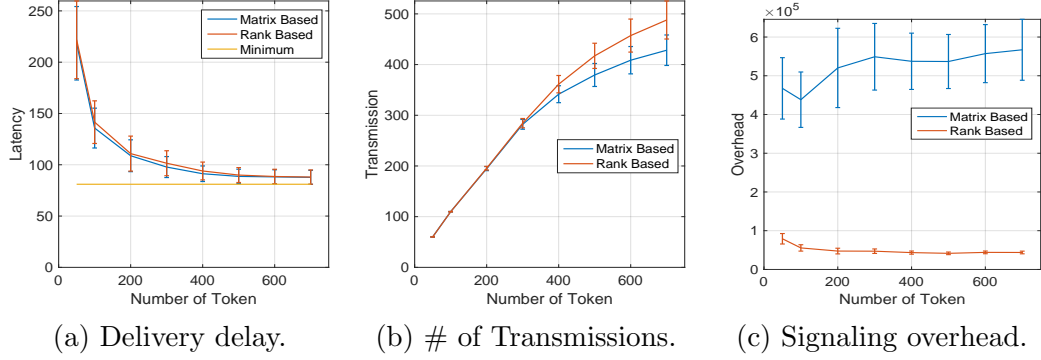 250
200
150
100
50
0
Latency
0 200 400 600
Number of Token
Matrix Based
Rank Based
Minimum
(a) Delivery delay.
500
400
300
200
100
0
Transmission
0 200 400 600
Number of Token
Matrix Based
Rank Based
(b) # of Transmissions.
×10⁵
6
5
4
3
2
1
0
Overhead
0 200 400 600
Number of Token
Matrix Based
Rank Based
(c) Signaling overhead.